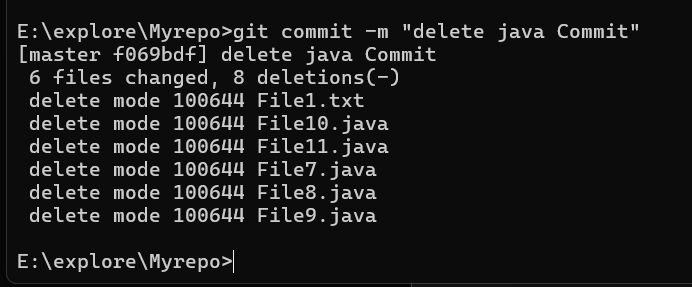 E:\explore\Myrepo>git commit -m "delete java Commit"
[master f069bdf] delete java Commit
 6 files changed, 8 deletions(-)
 delete mode 100644 File1.txt
 delete mode 100644 File10.java
 delete mode 100644 File11.java
 delete mode 100644 File7.java
 delete mode 100644 File8.java
 delete mode 100644 File9.java
E:\explore\Myrepo>